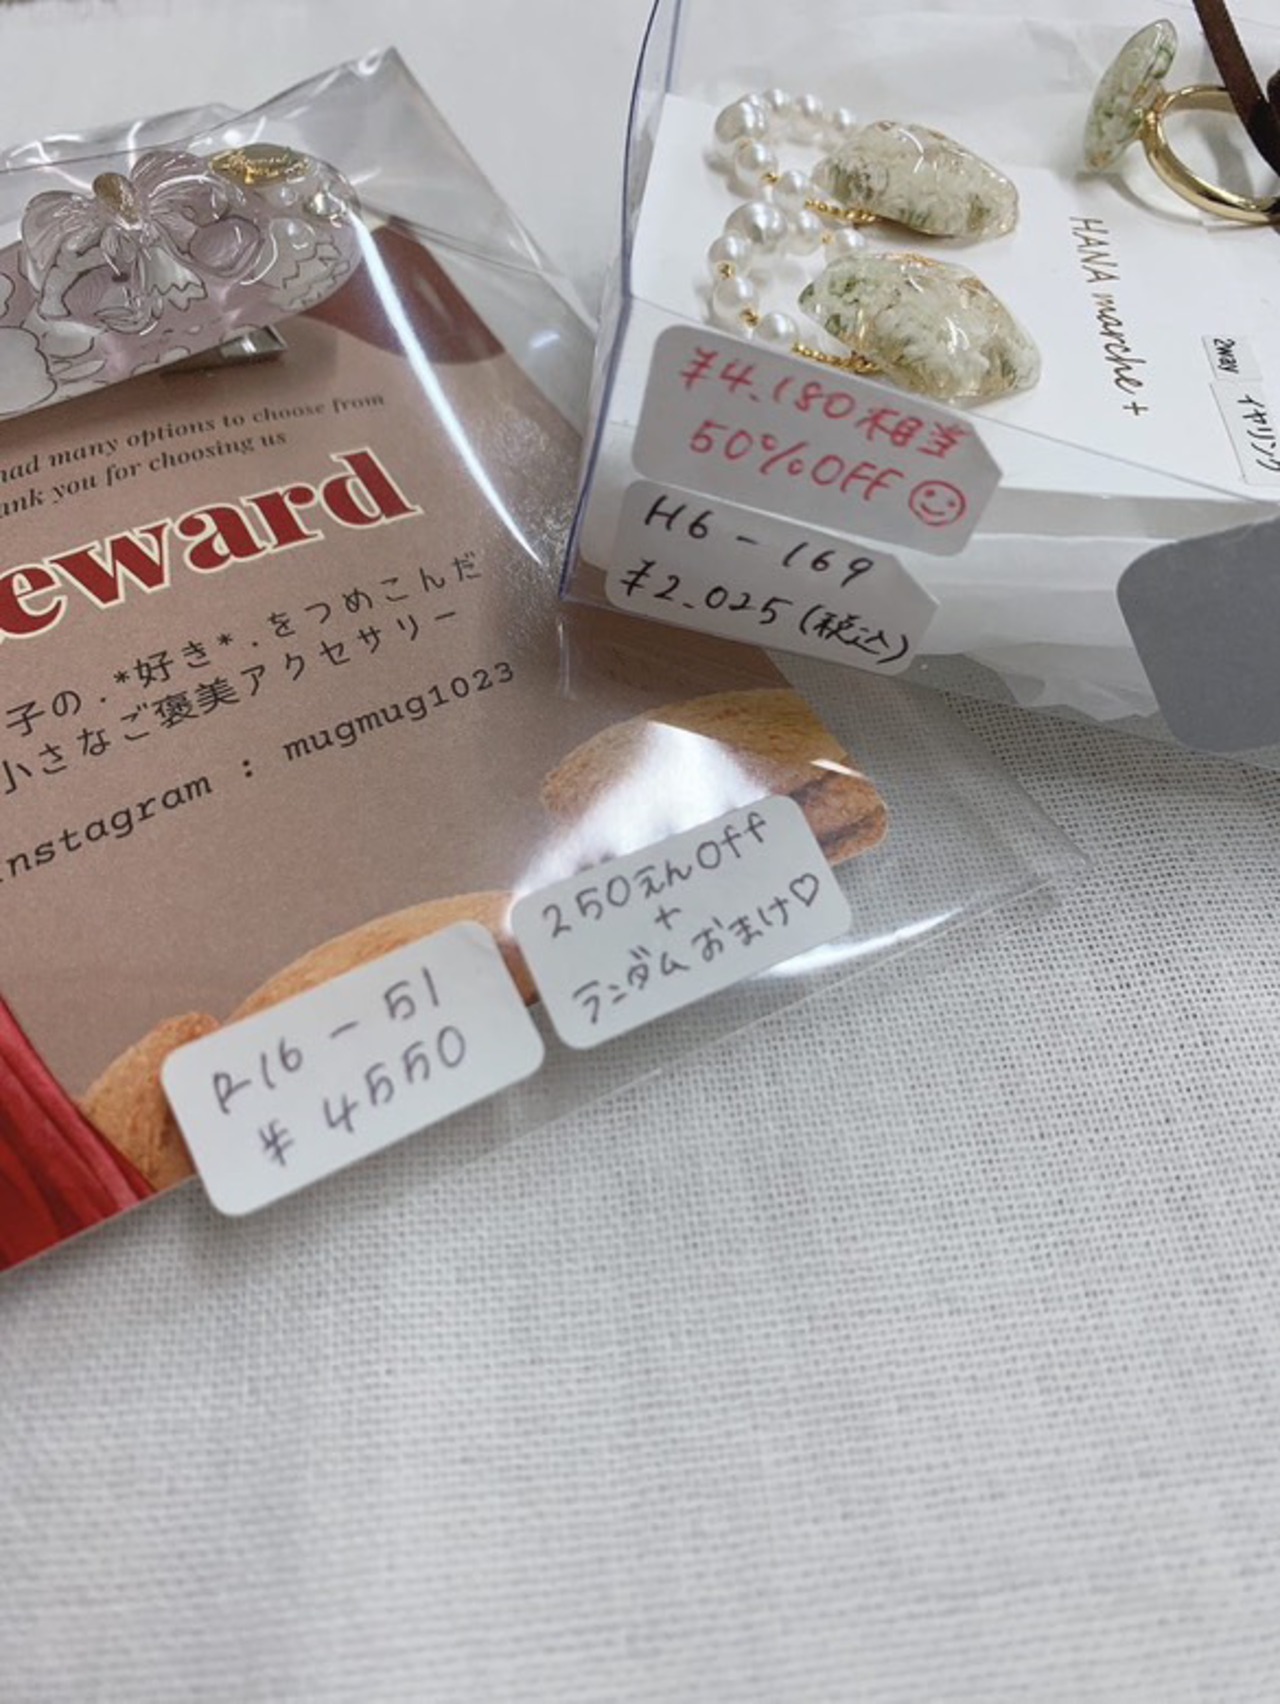 had many options to choose from
ank you for choosing us
eward
子の.*好き*.をつめこんだ
小さなご褒美アクセサリー
nstagram : mugmug1023
R16-51
¥4550
250えんOff
+
ランダムおまけ♡
HANA marche+
2way
イヤリング
¥4.180相当
50%OFF☺
H6-169
¥2.025(税込)